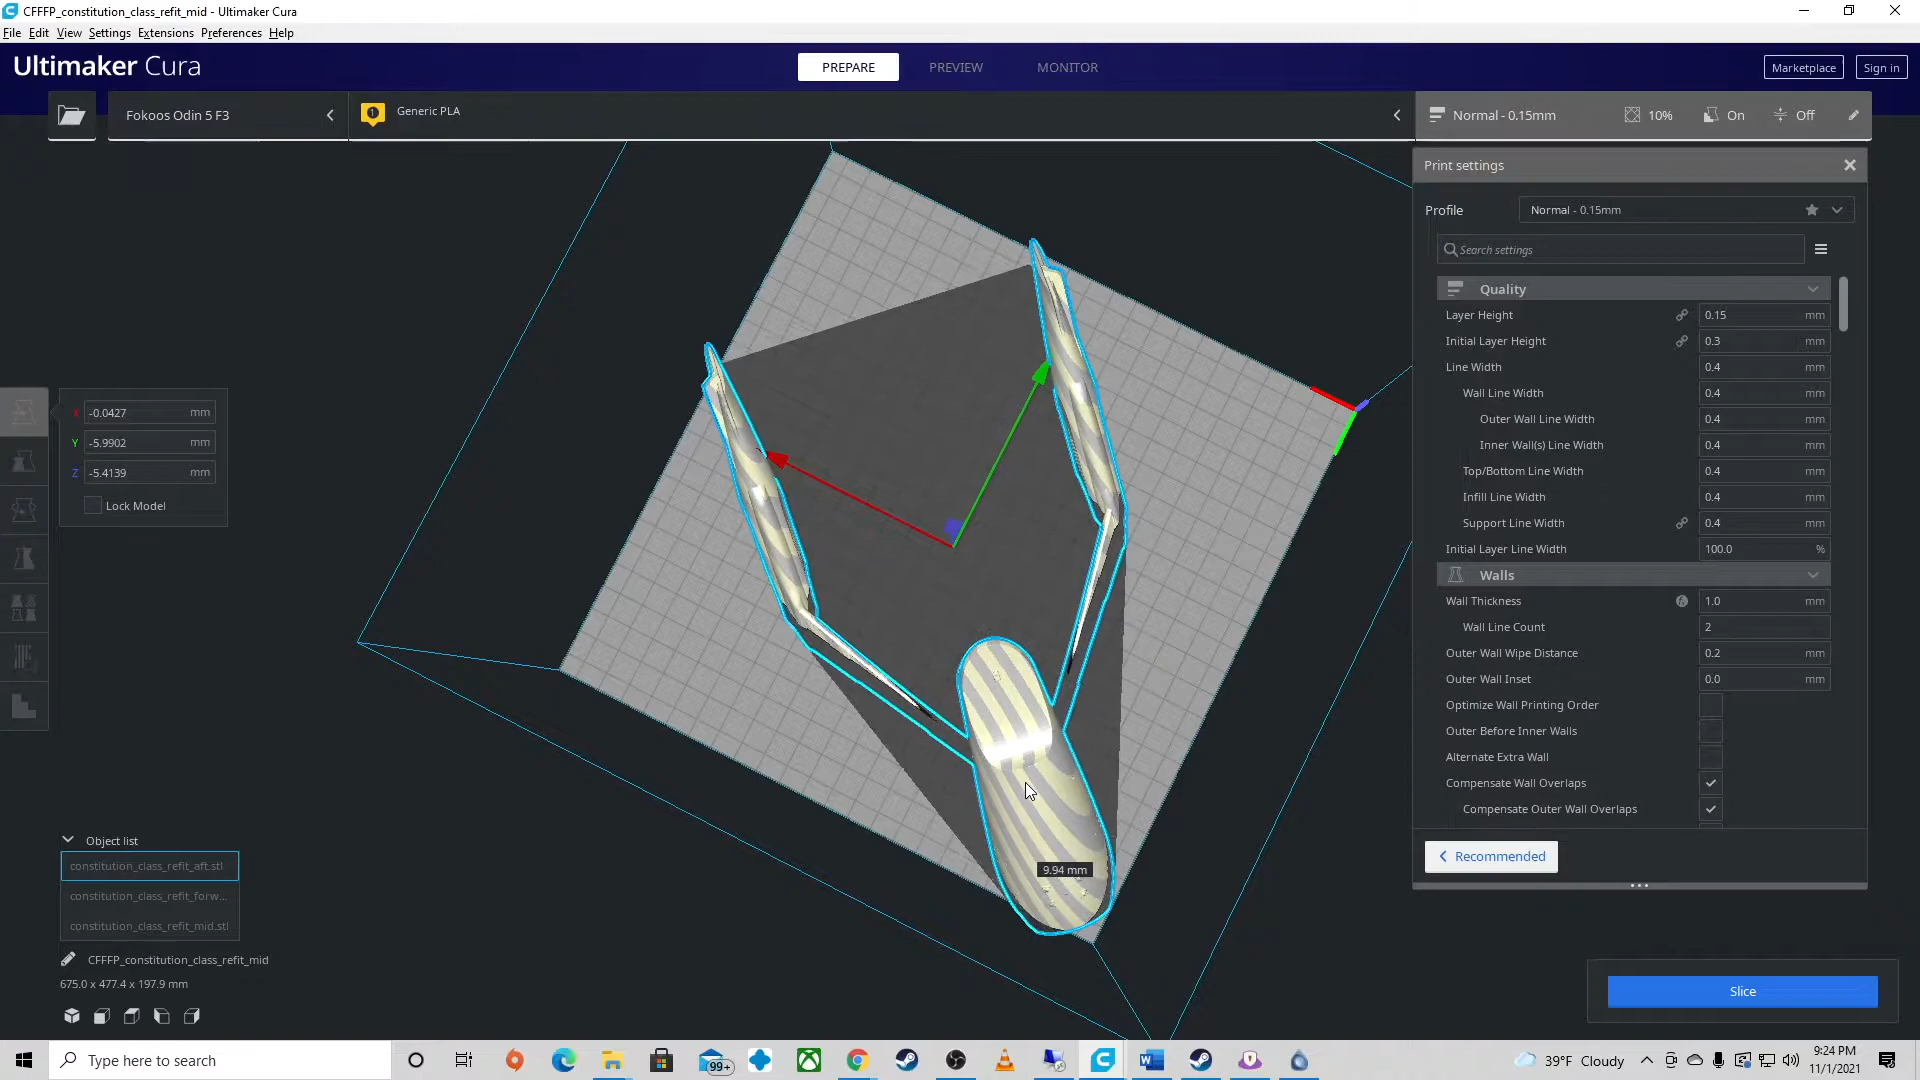 CFFFP_constitution_class_refit_mid - Ultimaker Cura
File Edit View Settings Extensions Preferences Help
Ultimaker Cura
PREPARE
PREVIEW
MONITOR
Marketplace
Sign in
Fokoos Odin 5 F3
1
Generic PLA
Normal - 0.15mm
10%
On
Off
Print settings
Profile
Normal - 0.15mm
Search settings
Quality
Layer Height 0.15 mm
Initial Layer Height 0.3 mm
Line Width 0.4 mm
Wall Line Width 0.4 mm
Outer Wall Line Width 0.4 mm
Inner Wall(s) Line Width 0.4 mm
Top/Bottom Line Width 0.4 mm
Infill Line Width 0.4 mm
Support Line Width 0.4 mm
Initial Layer Line Width 100.0 %
Walls
Wall Thickness 1.0 mm
Wall Line Count 2
Outer Wall Wipe Distance 0.2 mm
Outer Wall Inset 0.0 mm
Optimize Wall Printing Order
Outer Before Inner Walls
Alternate Extra Wall
Compensate Wall Overlaps
Compensate Outer Wall Overlaps
Recommended
X -0.0427 mm
Y -5.9902 mm
Z -5.4139 mm
Lock Model
9.94 mm
Object list
constitution_class_refit_aft.stl
constitution_class_refit_forw...
constitution_class_refit_mid.stl
CFFFP_constitution_class_refit_mid
675.0 x 477.4 x 197.9 mm
Slice
Type here to search
99+
39°F Cloudy
9:24 PM
11/1/2021